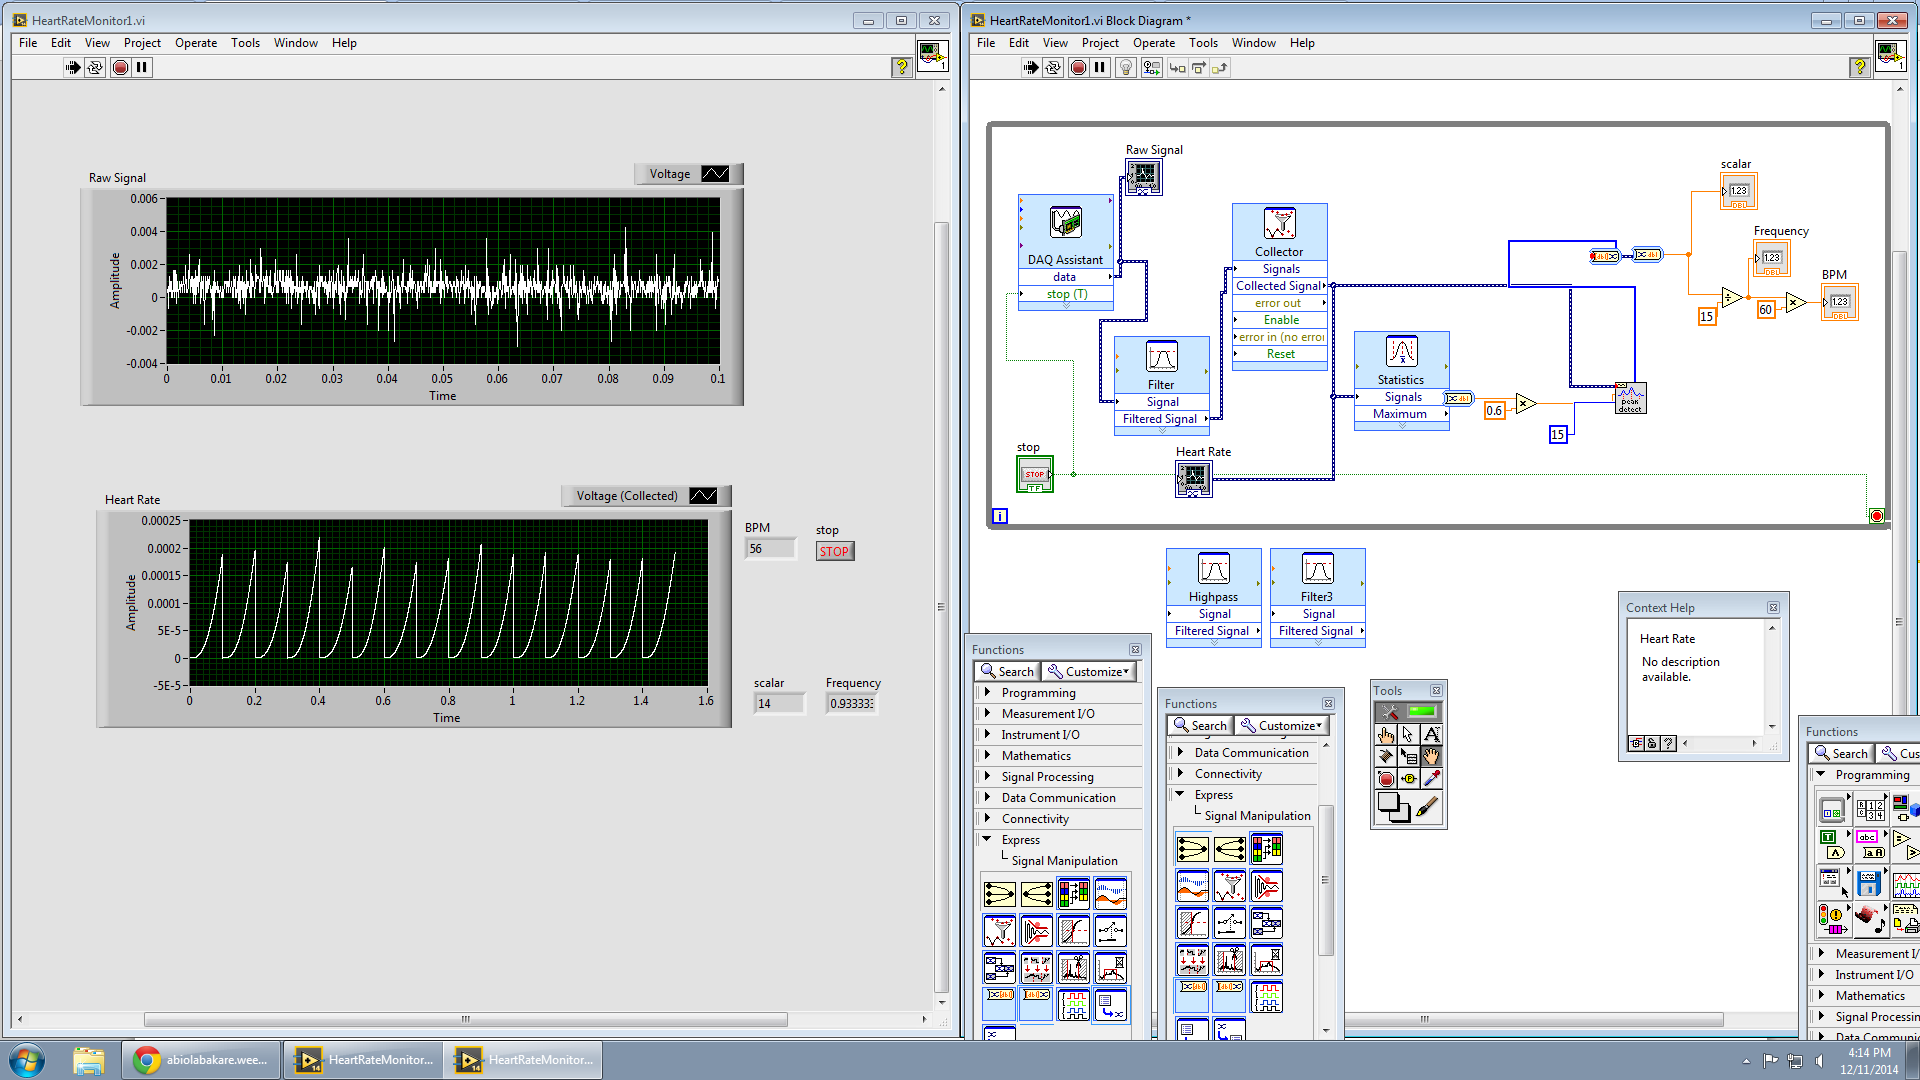 HeartRateMonitor1.vi
File Edit View Project Operate Tools Window Help
Raw Signal
Voltage
Amplitude
0.006
0.004
0.002
0
-0.002
-0.004
0 0.01 0.02 0.03 0.04 0.05 0.06 0.07 0.08 0.09 0.1
Time
Heart Rate
Voltage (Collected)
Amplitude
0.00025
0.0002
0.00015
0.0001
5E-5
0
-5E-5
0 0.2 0.4 0.6 0.8 1 1.2 1.4 1.6
Time
BPM
56
stop
STOP
scalar
14
Frequency
0.933333
HeartRateMonitor1.vi Block Diagram *
File Edit View Project Operate Tools Window Help
Raw Signal
DAQ Assistant
data
stop (T)
Filter
Signal
Filtered Signal
Collector
Signals
Collected Signal
error out
Enable
error in (no erro
Reset
Statistics
Signals
Maximum
0.6
15
peak
detect
scalar
1.23
DBL
Frequency
1.23
DBL
BPM
1.23
DBL
15
60
stop
STOP
TF
Heart Rate
i
Highpass
Signal
Filtered Signal
Filter3
Signal
Filtered Signal
Functions
Search Customize
Programming
Measurement I/O
Instrument I/O
Mathematics
Signal Processing
Data Communication
Connectivity
Express
Signal Manipulation
Functions
Search Customize
Data Communication
Connectivity
Express
Signal Manipulation
Tools
Context Help
Heart Rate
No description
available.
Functions
Search Cus
Programming
Measurement I/
Instrument I/O
Mathematics
Signal Processin
Data Communi
abiolabakare.wee...
HeartRateMonitor...
HeartRateMonitor...
4:14 PM
12/11/2014